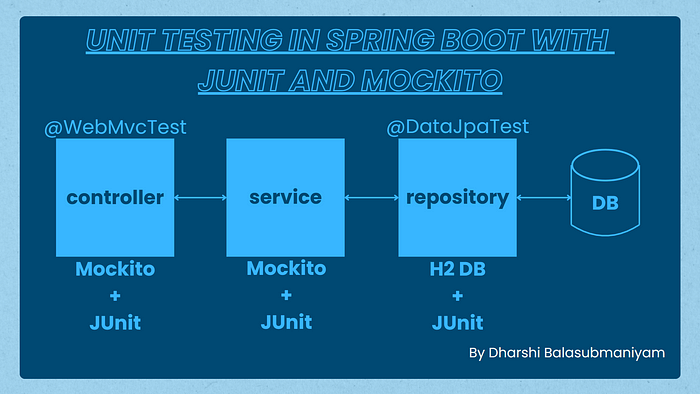 UNIT TESTING IN SPRING BOOT WITH
JUNIT AND MOCKITO
@WebMvcTest
@DataJpaTest
controller
service
repository
DB
Mockito
+
JUnit
Mockito
+
JUnit
H2 DB
+
JUnit
By Dharshi Balasubmaniyam